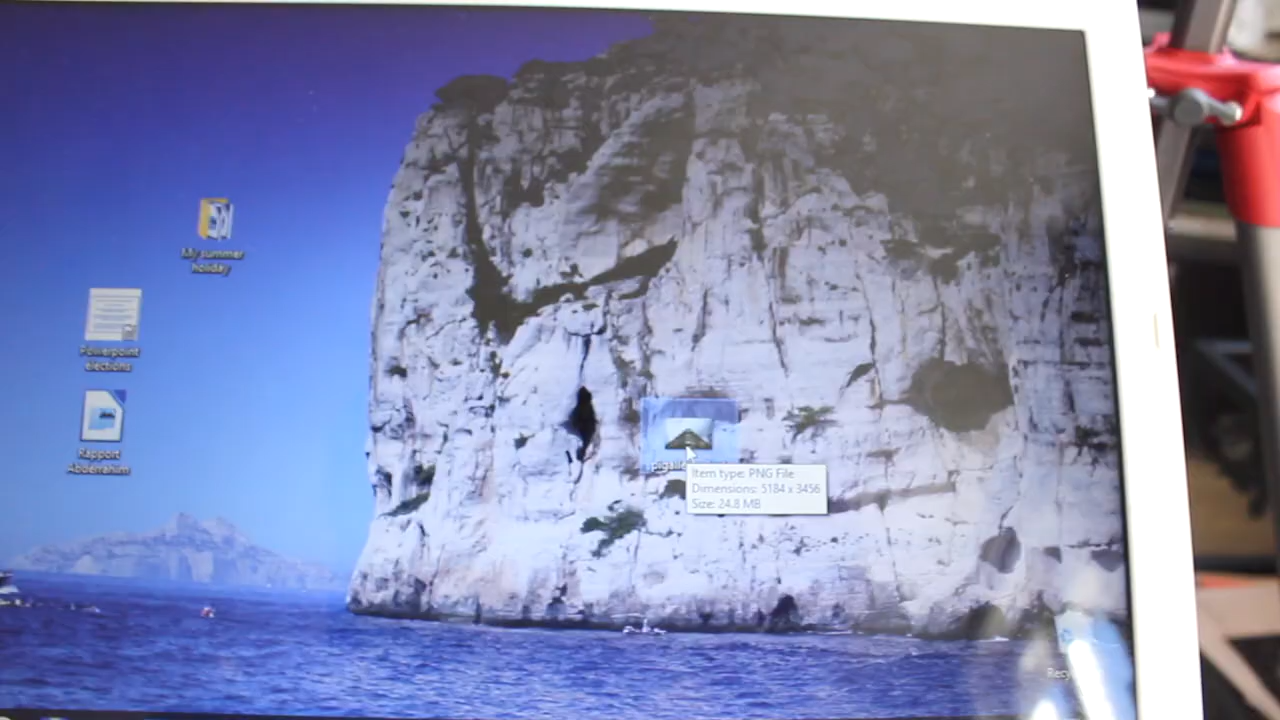 My summer
holiday
Powerpoint
elections
Rapport
Abderrahim
Item type: PNG File
Dimensions: 5184 x 3456
Size: 24.8 MB